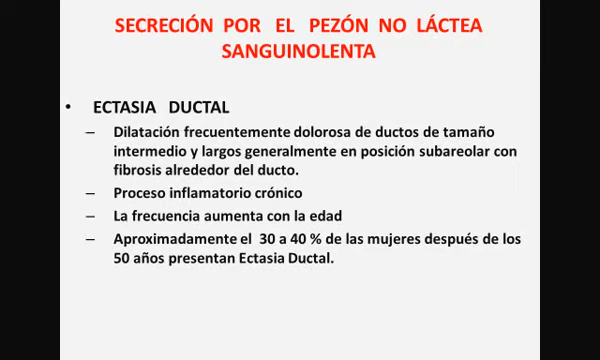 SECRECIÓN POR EL PEZÓN NO LÁCTEA
SANGUINOLENTA
• ECTASIA DUCTAL
– Dilatación frecuentemente dolorosa de ductos de tamaño
intermedio y largos generalmente en posición subareolar con
fibrosis alrededor del ducto.
– Proceso inflamatorio crónico
– La frecuencia aumenta con la edad
– Aproximadamente el 30 a 40 % de las mujeres después de los
50 años presentan Ectasia Ductal.